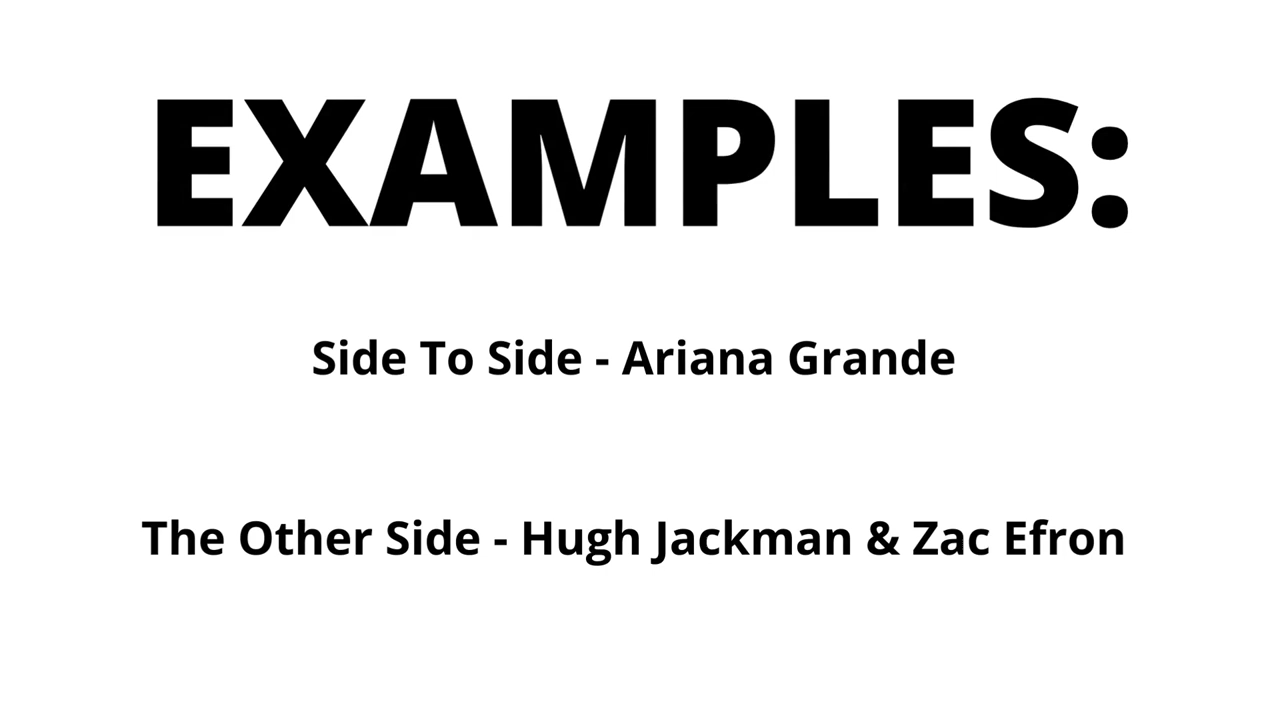 EXAMPLES:
Side To Side - Ariana Grande
The Other Side - Hugh Jackman & Zac Efron